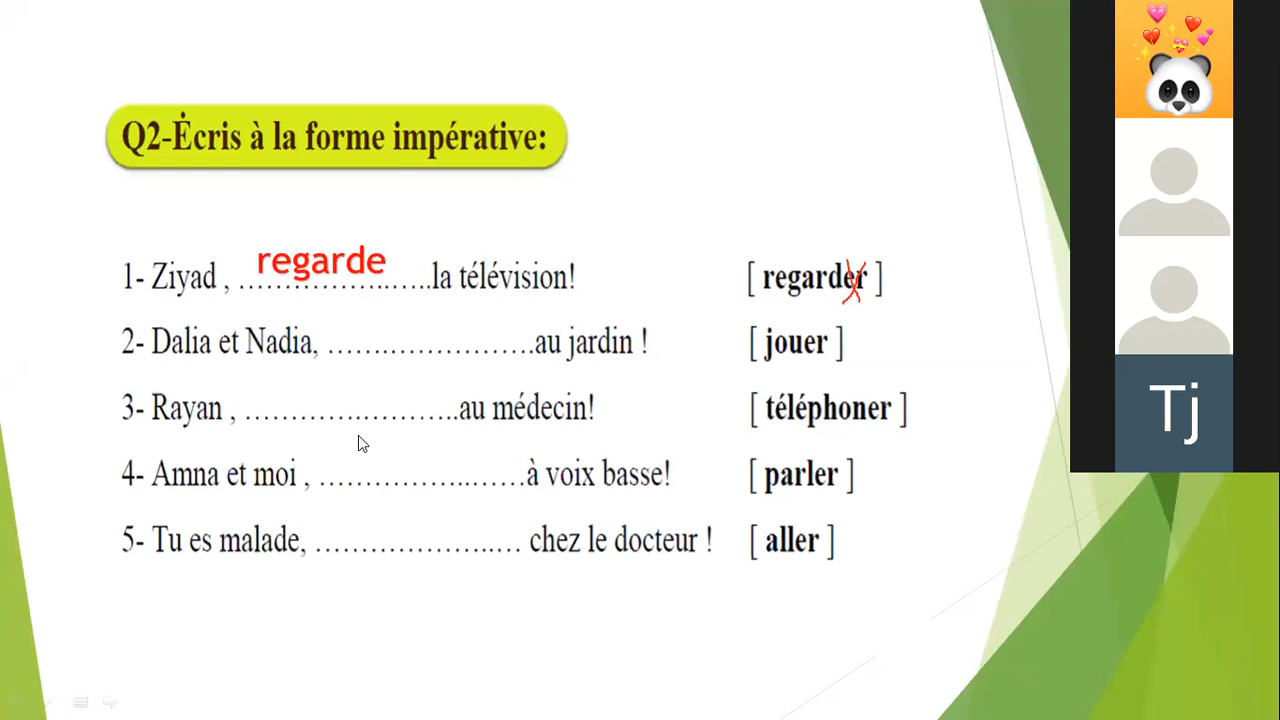 Q2-Ėcris à la forme impérative:
1- Ziyad , regarde ……………..…..la télévision! [ regarder ]
2- Dalia et Nadia, …….…………….au jardin ! [ jouer ]
3- Rayan , ………….………..au médecin! [ téléphoner ]
4- Amna et moi , ……………..……à voix basse! [ parler ]
5- Tu es malade, ………………..… chez le docteur ! [ aller ]
Tj